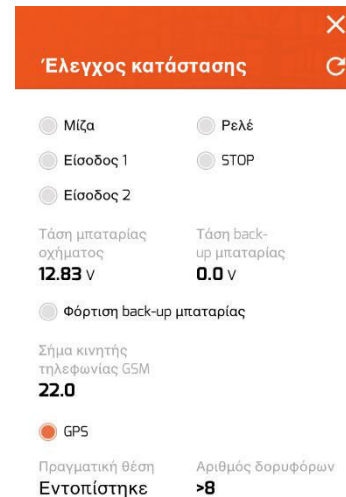 Έλεγχος κατάστασης
Μίζα
Ρελέ
Είσοδος 1
STOP
Είσοδος 2
Τάση μπαταρίας
οχήματος
12.83 V
Τάση back-
up μπαταρίας
0.0 V
Φόρτιση back-up μπαταρίας
Σήμα κινητής
τηλεφωνίας GSM
22.0
GPS
Πραγματική θέση
Εντοπίστηκε
Αριθμός δορυφόρων
>8